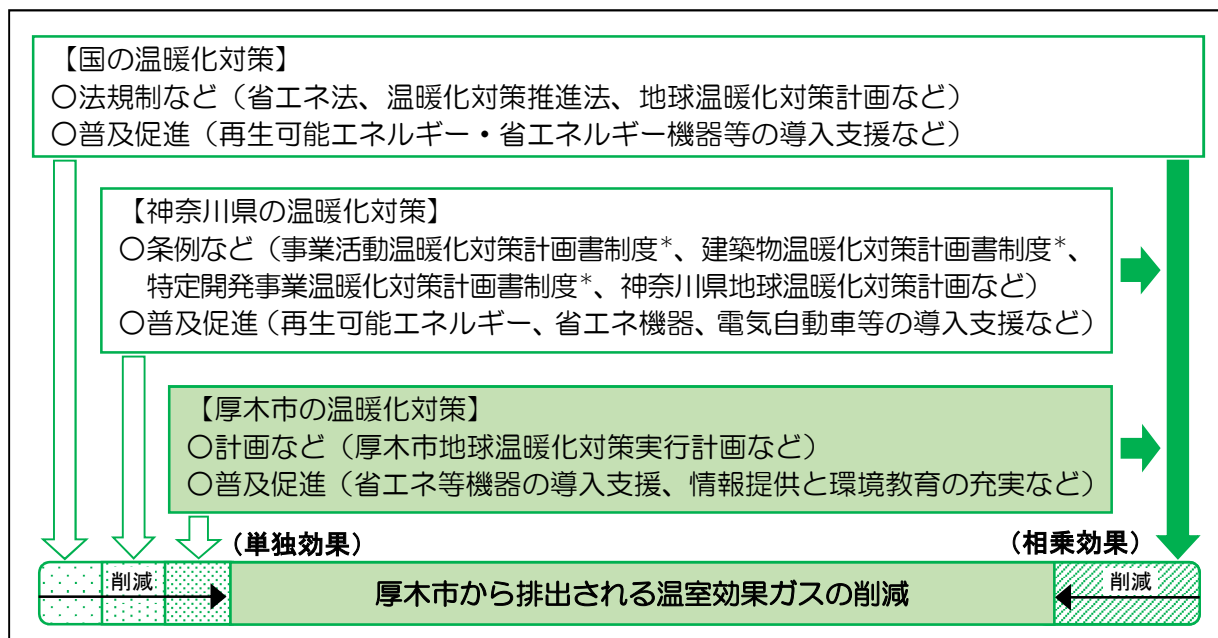 【国の温暖化対策】
〇法規制など（省エネ法、温暖化対策推進法、地球温暖化対策計画など）
〇普及促進（再生可能エネルギー・省エネルギー機器等の導入支援など）
【神奈川県の温暖化対策】
〇条例など（事業活動温暖化対策計画書制度*、建築物温暖化対策計画書制度*、
特定開発事業温暖化対策計画書制度*、神奈川県地球温暖化対策計画など）
〇普及促進（再生可能エネルギー、省エネ機器、電気自動車等の導入支援など）
【厚木市の温暖化対策】
〇計画など（厚木市地球温暖化対策実行計画など）
〇普及促進（省エネ等機器の導入支援、情報提供と環境教育の充実など）
（単独効果）
（相乗効果）
削減
厚木市から排出される温室効果ガスの削減
削減